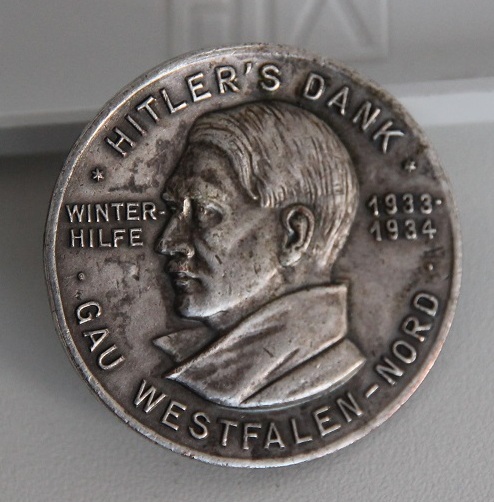 HITLER'S DANK
WINTER-
HILFE
1933-
1934
GAU WESTFALEN-NORD